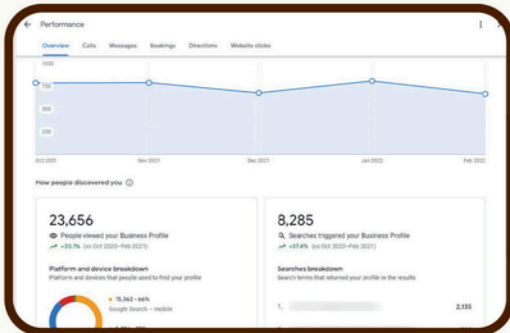 Performance
Overview Calls Messages Bookings Directions Website clicks
1000
750
500
250
Oct 2021 Nov 2021 Dec 2021 Jan 2022 Feb 2022
How people discovered you
23,656
People viewed your Business Profile
+33.1% (vs Oct 2020–Feb 2021)
Platform and device breakdown
Platform and devices that people used to find your profile
15,562 • 66%
Google Search – mobile
8,285
Searches triggered your Business Profile
+37.4% (vs Oct 2020–Feb 2021)
Searches breakdown
Search terms that returned your profile in the results
1.
2,135